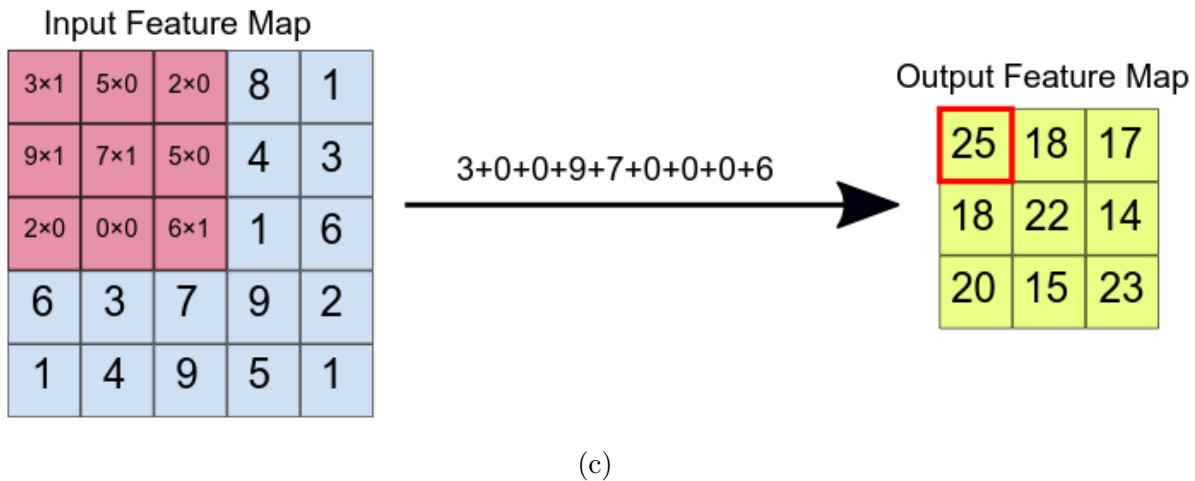 Input Feature Map
3×1 5×0 2×0 8 1
9×1 7×1 5×0 4 3
2×0 0×0 6×1 1 6
6 3 7 9 2
1 4 9 5 1
3+0+0+9+7+0+0+0+6
Output Feature Map
25 18 17
18 22 14
20 15 23
(c)